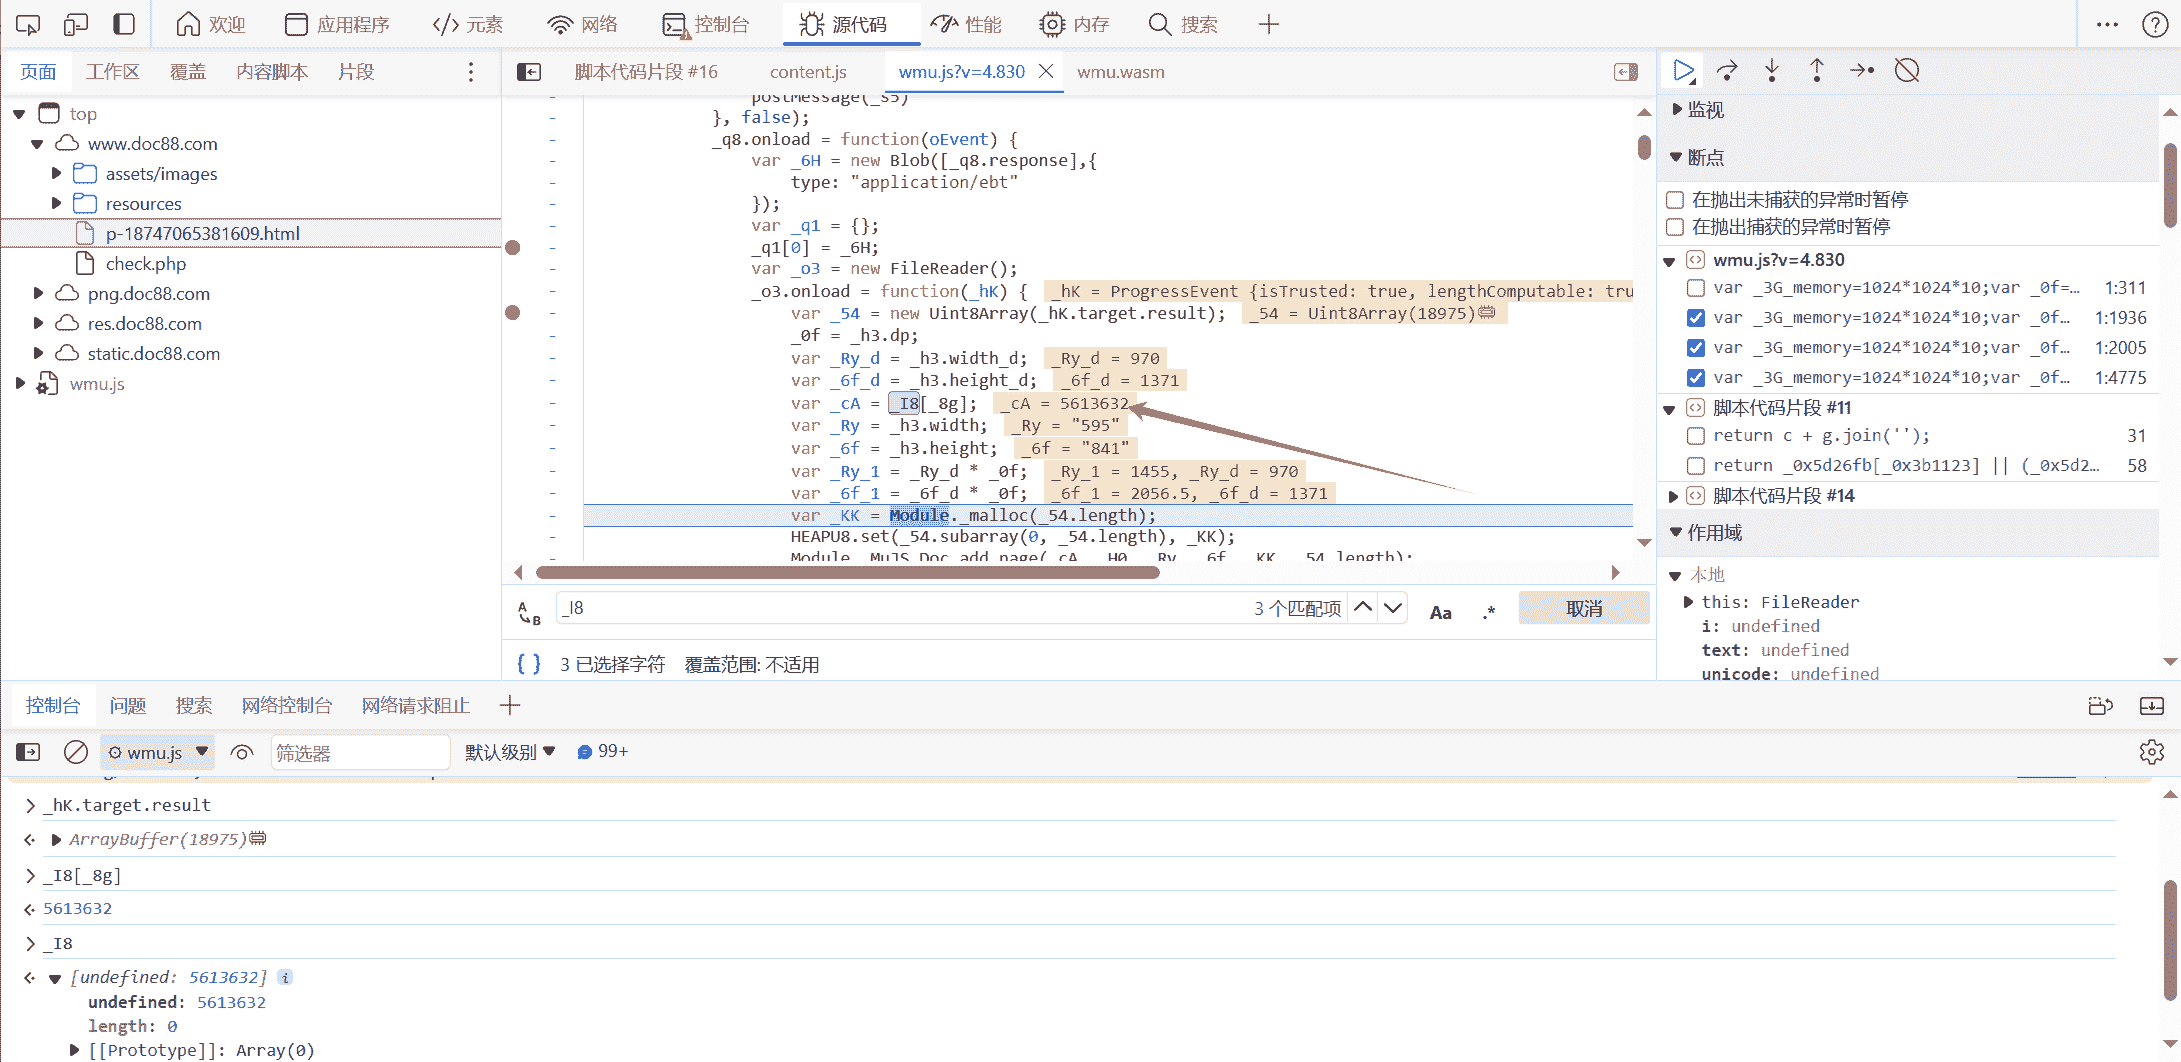 欢迎
应用程序
</> 元素
网络
控制台
源代码
性能
内存
搜索
页面
工作区
覆盖
内容脚本
片段
脚本代码片段 #16
content.js
wmu.js?v=4.830
wmu.wasm
top
www.doc88.com
assets/images
resources
p-18747065381609.html
check.php
png.doc88.com
res.doc88.com
static.doc88.com
wmu.js
postMessage(_s5)
}, false);
_q8.onload = function(oEvent) {
var _6H = new Blob([_q8.response],{
type: "application/ebt"
});
var _q1 = {};
_q1[0] = _6H;
var _o3 = new FileReader();
_o3.onload = function(_hK) { _hK = ProgressEvent {isTrusted: true, lengthComputable: tru
var _54 = new Uint8Array(_hK.target.result); _54 = Uint8Array(18975)
_0f = _h3.dp;
var _Ry_d = _h3.width_d; _Ry_d = 970
var _6f_d = _h3.height_d; _6f_d = 1371
var _cA = _I8[_8g]; _cA = 5613632
var _Ry = _h3.width; _Ry = "595"
var _6f = _h3.height; _6f = "841"
var _Ry_1 = _Ry_d * _0f; _Ry_1 = 1455, _Ry_d = 970
var _6f_1 = _6f_d * _0f; _6f_1 = 2056.5, _6f_d = 1371
var _KK = Module._malloc(_54.length);
HEAPU8.set(_54.subarray(0, _54.length), _KK);
Module._MuJS_Doc_add_page(_cA, _H0, _Ry, _6f, _KK, _54.length);
A
B
_I8
3 个匹配项
Aa
.*
取消
{ } 3 已选择字符 覆盖范围: 不适用
监视
断点
在抛出未捕获的异常时暂停
在抛出捕获的异常时暂停
wmu.js?v=4.830
var _3G_memory=1024*1024*10;var _0f=… 1:311
var _3G_memory=1024*1024*10;var _0f… 1:1936
var _3G_memory=1024*1024*10;var _0f… 1:2005
var _3G_memory=1024*1024*10;var _0f… 1:4775
脚本代码片段 #11
return c + g.join(''); 31
return _0x5d26fb[_0x3b1123] || (_0x5d2… 58
脚本代码片段 #14
作用域
本地
this: FileReader
i: undefined
text: undefined
unicode: undefined
控制台
问题
搜索
网络控制台
网络请求阻止
wmu.js
筛选器
默认级别
99+
_hK.target.result
ArrayBuffer(18975)
_I8[_8g]
5613632
_I8
[undefined: 5613632] i
undefined: 5613632
length: 0
[[Prototype]]: Array(0)